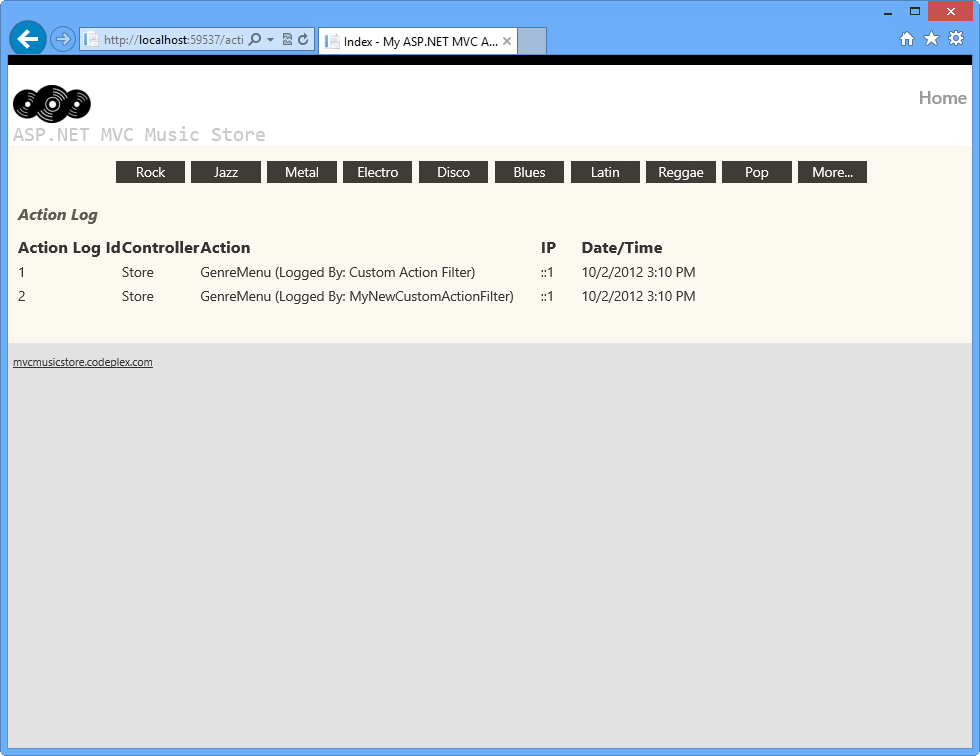 http://localhost:59537/acti
Index - My ASP.NET MVC A...
Home
ASP.NET MVC Music Store
Rock Jazz Metal Electro Disco Blues Latin Reggae Pop More...
Action Log
Action Log Id Controller Action IP Date/Time
1 Store GenreMenu (Logged By: Custom Action Filter) ::1 10/2/2012 3:10 PM
2 Store GenreMenu (Logged By: MyNewCustomActionFilter) ::1 10/2/2012 3:10 PM
mvcmusicstore.codeplex.com